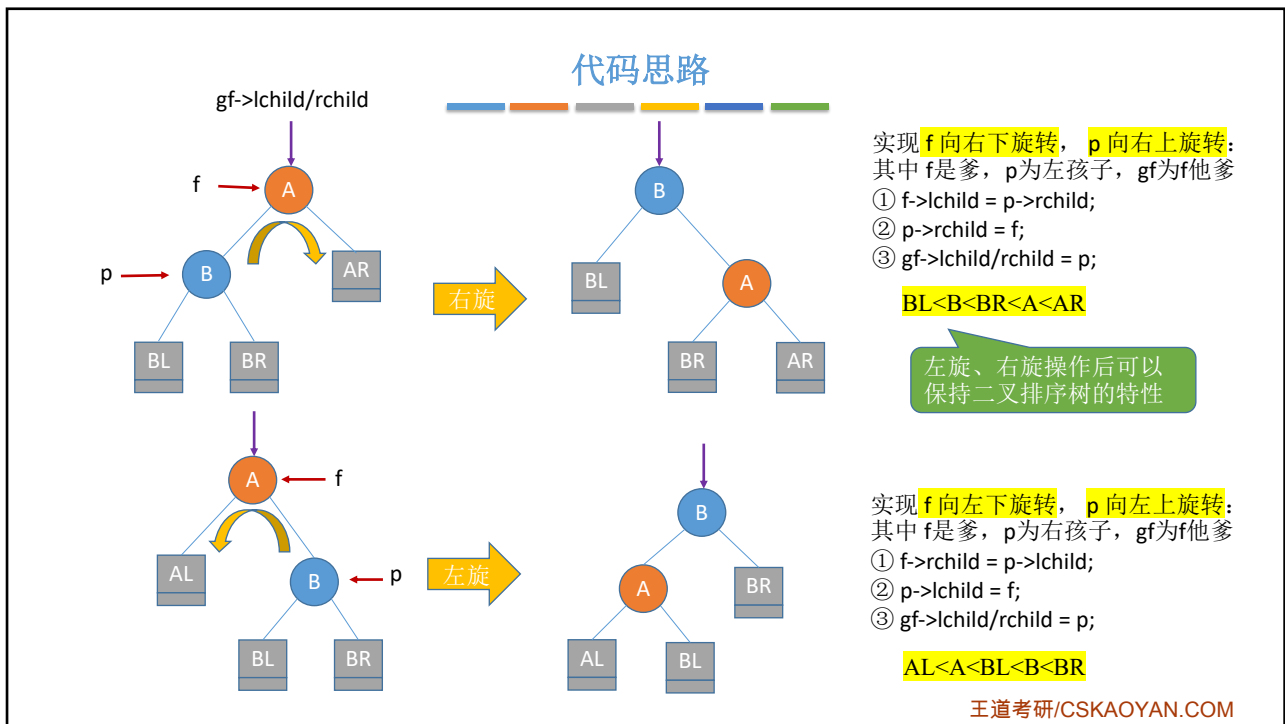 代码思路
gf->lchild/rchild
f
A
p
B
AR
BL
BR
右旋
B
BL
A
BR
AR
实现 f 向右下旋转， p 向右上旋转：
其中 f是爹，p为左孩子，gf为f他爹
① f->lchild = p->rchild;
② p->rchild = f;
③ gf->lchild/rchild = p;
BL<B<BR<A<AR
左旋、右旋操作后可以
保持二叉排序树的特性
A
f
AL
B
p
BL
BR
左旋
B
A
BR
AL
BL
实现 f 向左下旋转， p 向左上旋转：
其中 f是爹，p为右孩子，gf为f他爹
① f->rchild = p->lchild;
② p->lchild = f;
③ gf->lchild/rchild = p;
AL<A<BL<B<BR
王道考研/CSKAOYAN.COM